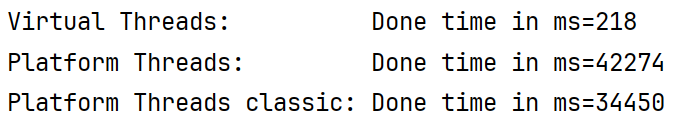 Virtual Threads:          Done time in ms=218
Platform Threads:         Done time in ms=42274
Platform Threads classic: Done time in ms=34450